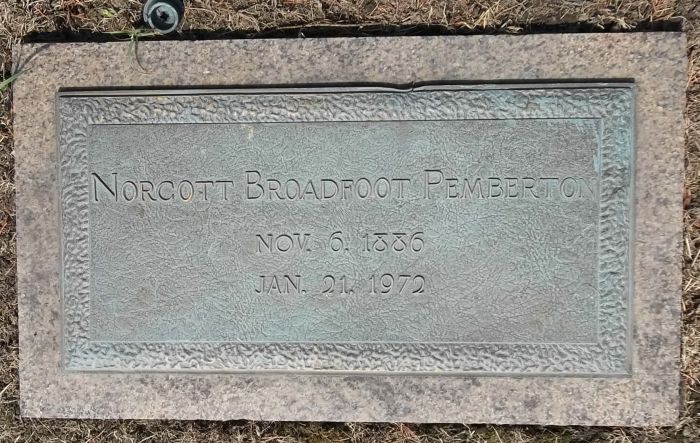 Norcott Broadfoot Pemberton
NOV. 6. 1886
JAN. 21. 1972